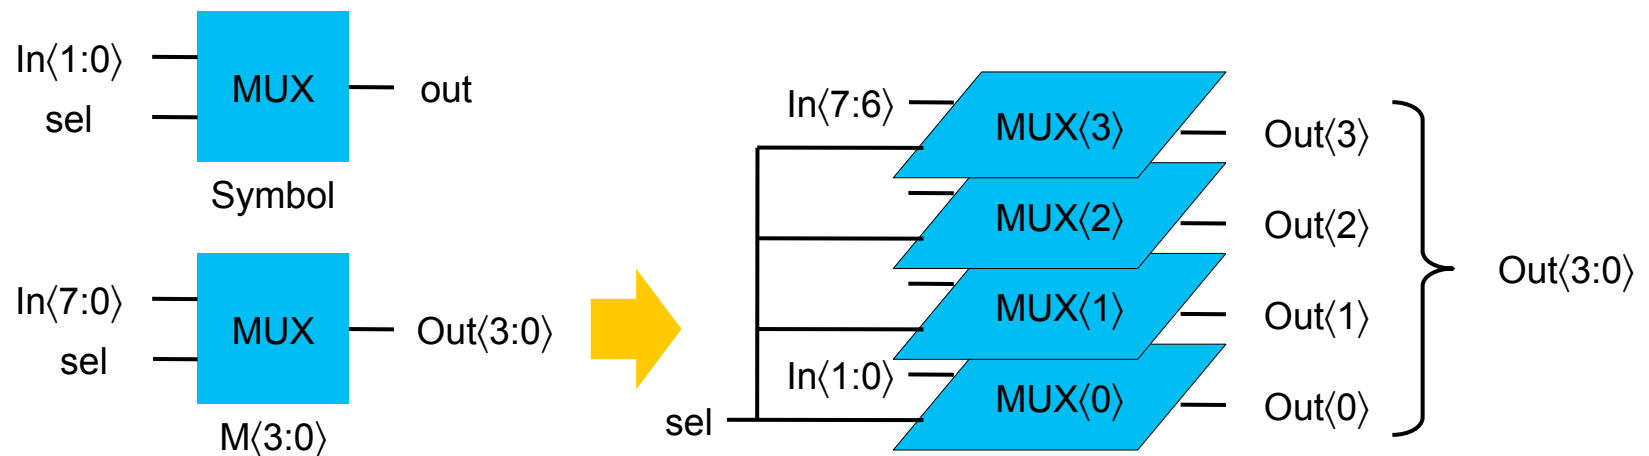 In⟨1:0⟩
sel
MUX
out
Symbol
In⟨7:0⟩
sel
MUX
Out⟨3:0⟩
M⟨3:0⟩
In⟨7:6⟩
MUX⟨3⟩
Out⟨3⟩
MUX⟨2⟩
Out⟨2⟩
MUX⟨1⟩
Out⟨1⟩
In⟨1:0⟩
MUX⟨0⟩
Out⟨0⟩
sel
Out⟨3:0⟩